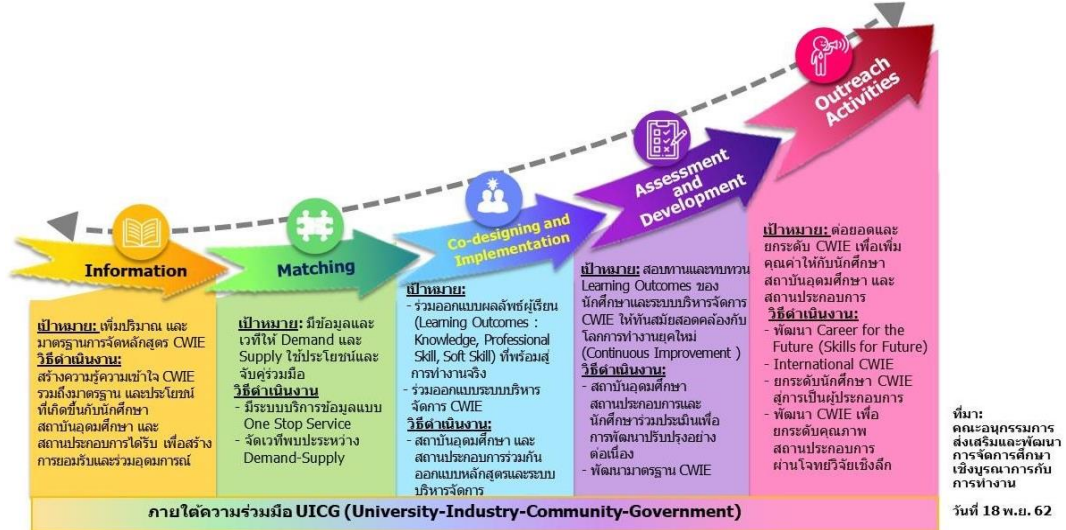 Information
เป้าหมาย: เพิ่มปริมาณ และ
มาตรฐานการจัดหลักสูตร CWIE
วิธีดำเนินงาน:
สร้างความรู้ความเข้าใจ CWIE
รวมถึงมาตรฐาน และประโยชน์
ที่เกิดขึ้นกับนักศึกษา
สถาบันอุดมศึกษา และ
สถานประกอบการได้รับ เพื่อสร้าง
การยอมรับและร่วมอุดมการณ์
Matching
เป้าหมาย: มีข้อมูลและ
เวทีให้ Demand และ
Supply ใช้ประโยชน์และ
จับคู่ร่วมมือ
วิธีดำเนินงาน
- มีระบบบริการข้อมูลแบบ
One Stop Service
- จัดเวทีพบปะระหว่าง
Demand-Supply
Co-designing and
Implementation
เป้าหมาย:
- ร่วมออกแบบผลลัพธ์ผู้เรียน
(Learning Outcomes :
Knowledge, Professional
Skill, Soft Skill) ที่พร้อมสู่
การทำงานจริง
- ร่วมออกแบบระบบบริหาร
จัดการ CWIE
วิธีดำเนินงาน:
- สถาบันอุดมศึกษา และ
สถานประกอบการร่วมกัน
ออกแบบหลักสูตรและระบบ
บริหารจัดการ
Assessment
and
Development
เป้าหมาย: สอบทานและทบทวน
Learning Outcomes ของ
นักศึกษาและระบบบริหารจัดการ
CWIE ให้ทันสมัยสอดคล้องกับ
โลกการทำงานยุคใหม่
(Continuous Improvement )
วิธีดำเนินงาน:
- สถาบันอุดมศึกษา
สถานประกอบการและ
นักศึกษาร่วมประเมินเพื่อ
การพัฒนาปรับปรุงอย่าง
ต่อเนื่อง
- พัฒนามาตรฐาน CWIE
Outreach
Activities
เป้าหมาย: ต่อยอดและ
ยกระดับ CWIE เพื่อเพิ่ม
คุณค่าให้กับนักศึกษา
สถาบันอุดมศึกษา และ
สถานประกอบการ
วิธีดำเนินงาน:
- พัฒนา Career for the
Future (Skills for Future)
- International CWIE
- ยกระดับนักศึกษา CWIE
สู่การเป็นผู้ประกอบการ
- พัฒนา CWIE เพื่อ
ยกระดับคุณภาพ
สถานประกอบการ
ผ่านโจทย์วิจัยเชิงลึก
ภายใต้ความร่วมมือ UICG (University-Industry-Community-Government)
ที่มา:
คณะอนุกรรมการ
ส่งเสริมและพัฒนา
การจัดการศึกษา
เชิงบูรณาการกับ
การทำงาน
วันที่ 18 พ.ย. 62